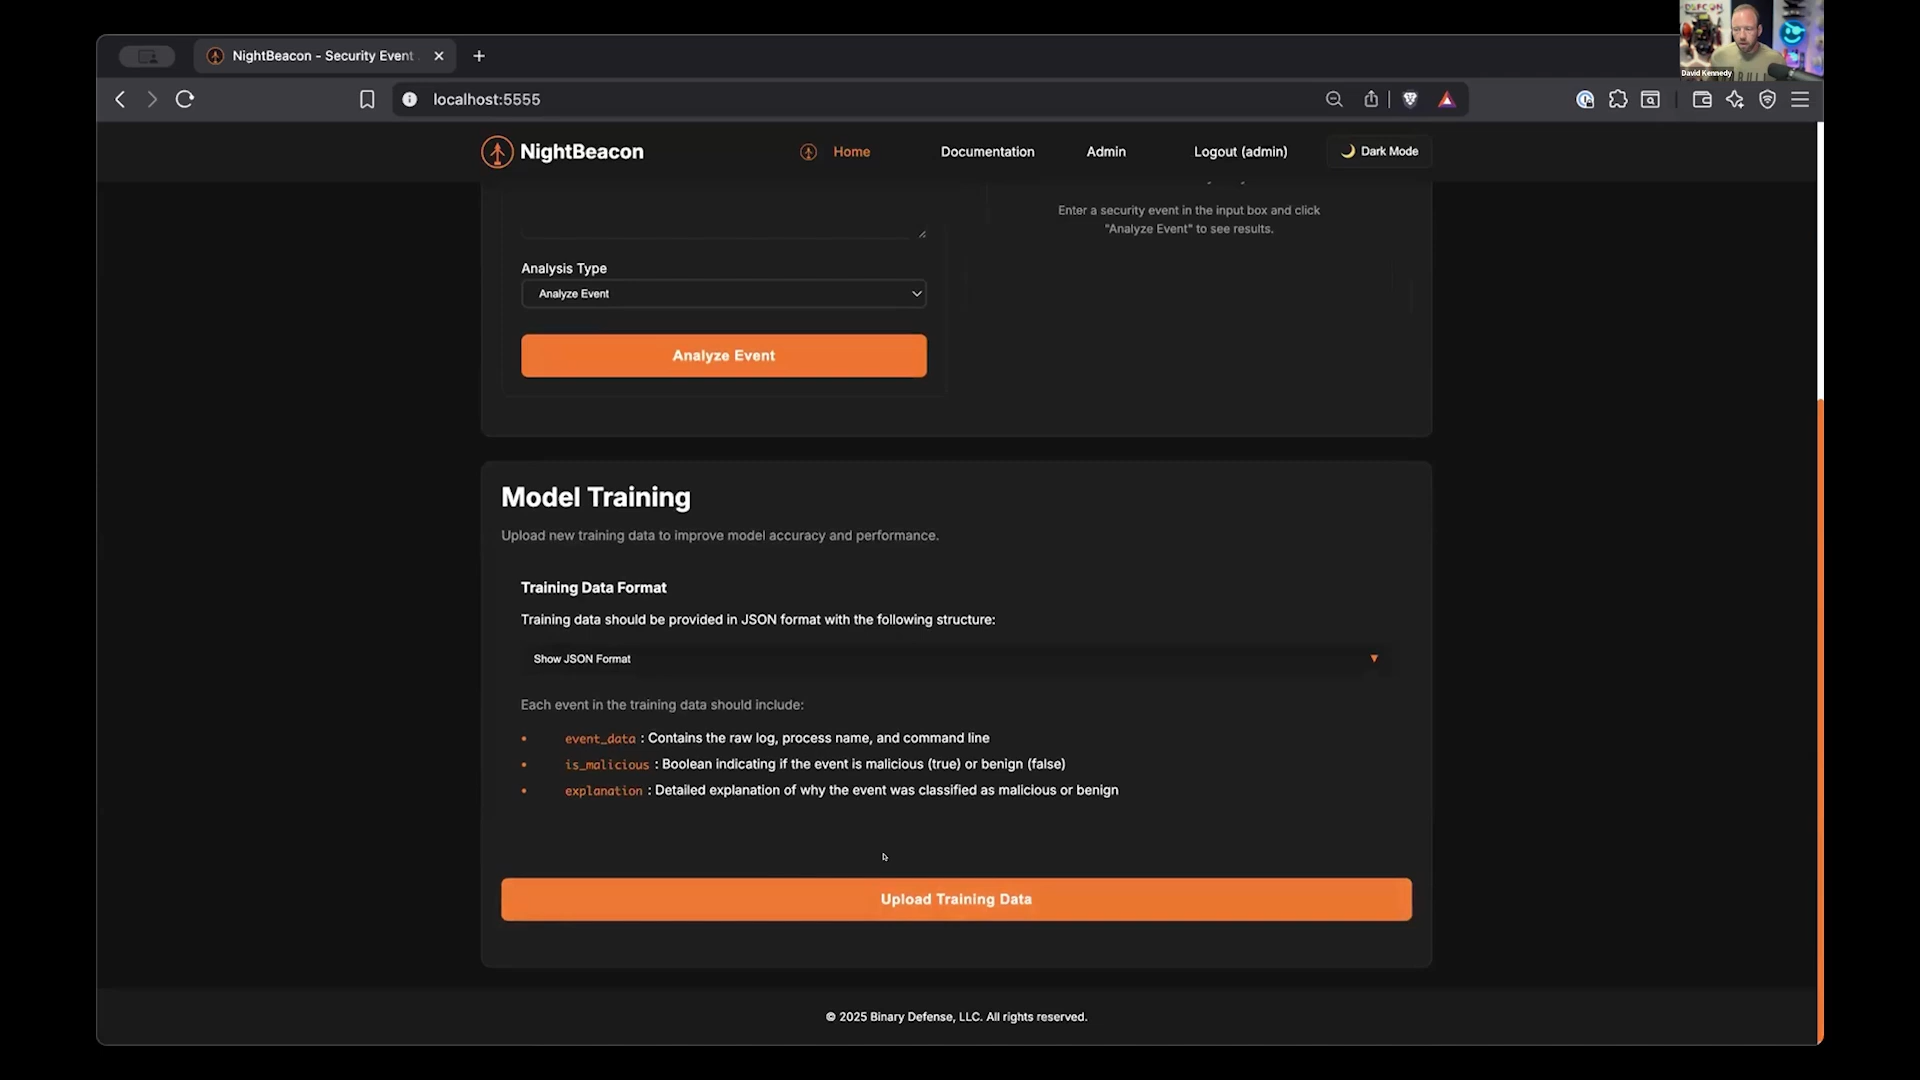 NightBeacon - Security Event
David Kennedy
localhost:5555
NightBeacon
Home
Documentation
Admin
Logout (admin)
🌙 Dark Mode
Enter a security event in the input box and click
"Analyze Event" to see results.
Analysis Type
Analyze Event
Analyze Event
Model Training
Upload new training data to improve model accuracy and performance.
Training Data Format
Training data should be provided in JSON format with the following structure:
Show JSON Format
Each event in the training data should include:
• event_data : Contains the raw log, process name, and command line
• is_malicious : Boolean indicating if the event is malicious (true) or benign (false)
• explanation : Detailed explanation of why the event was classified as malicious or benign
Upload Training Data
© 2025 Binary Defense, LLC. All rights reserved.